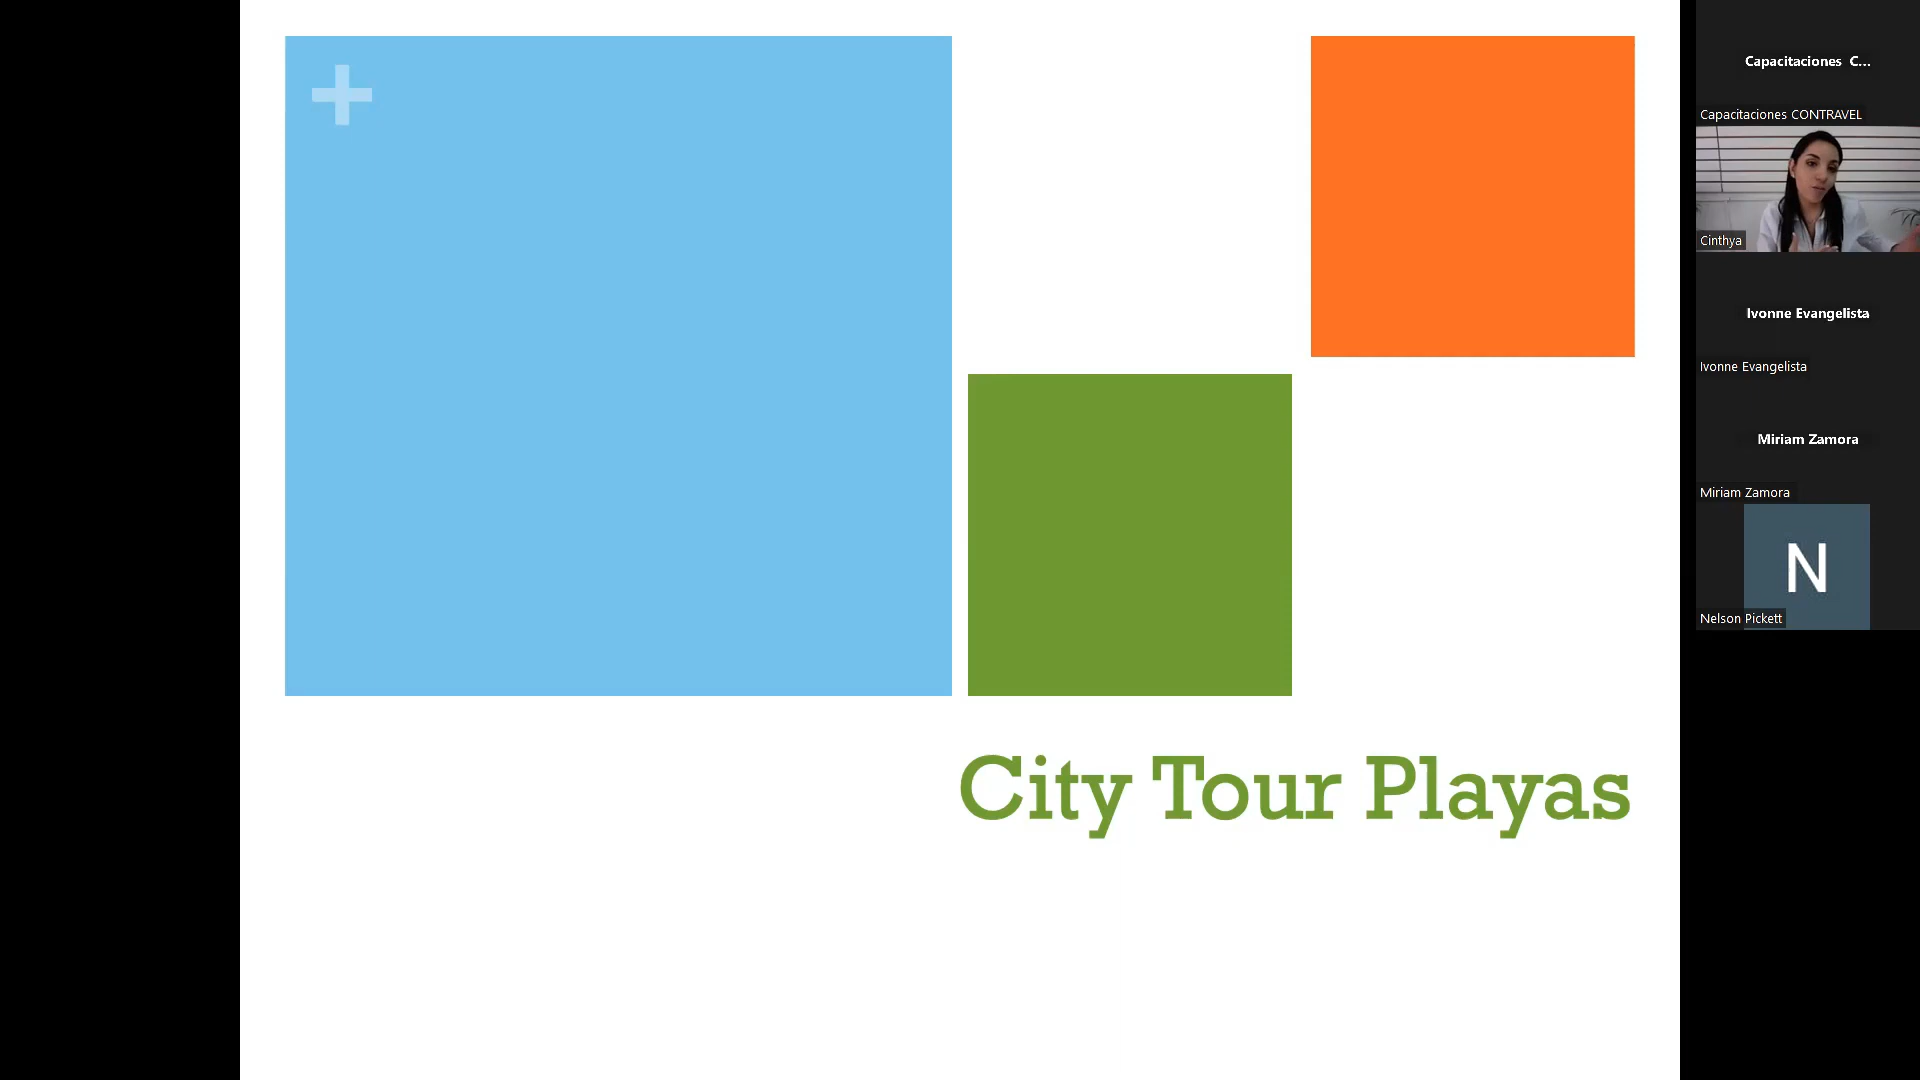 +
City Tour Playas
Capacitaciones C...
Capacitaciones CONTRAVEL
Cinthya
Ivonne Evangelista
Ivonne Evangelista
Miriam Zamora
Miriam Zamora
N
Nelson Pickett